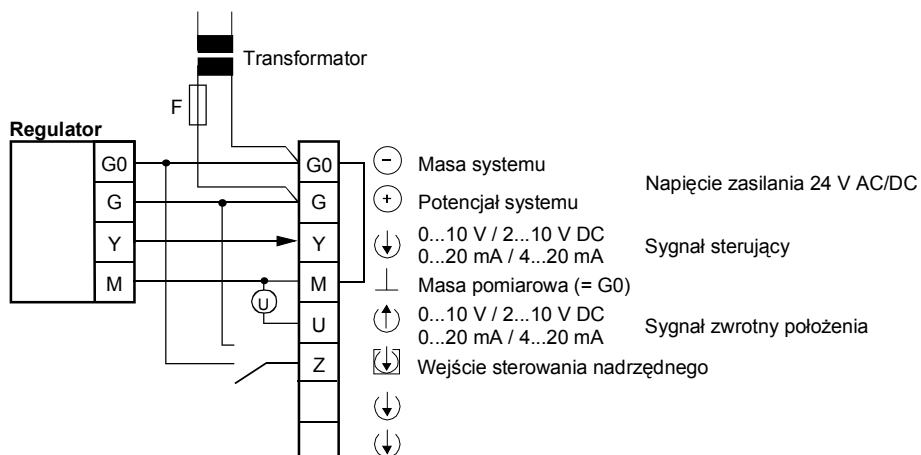 Transformator
F
Regulator
G0
G
Y
M
G0
G
Y
M
U
Z
U
Masa systemu
Potencjał systemu
Napięcie zasilania 24 V AC/DC
0...10 V / 2...10 V DC
0...20 mA / 4...20 mA
Sygnał sterujący
Masa pomiarowa (= G0)
0...10 V / 2...10 V DC
0...20 mA / 4...20 mA
Sygnał zwrotny położenia
Wejście sterowania nadrzędnego